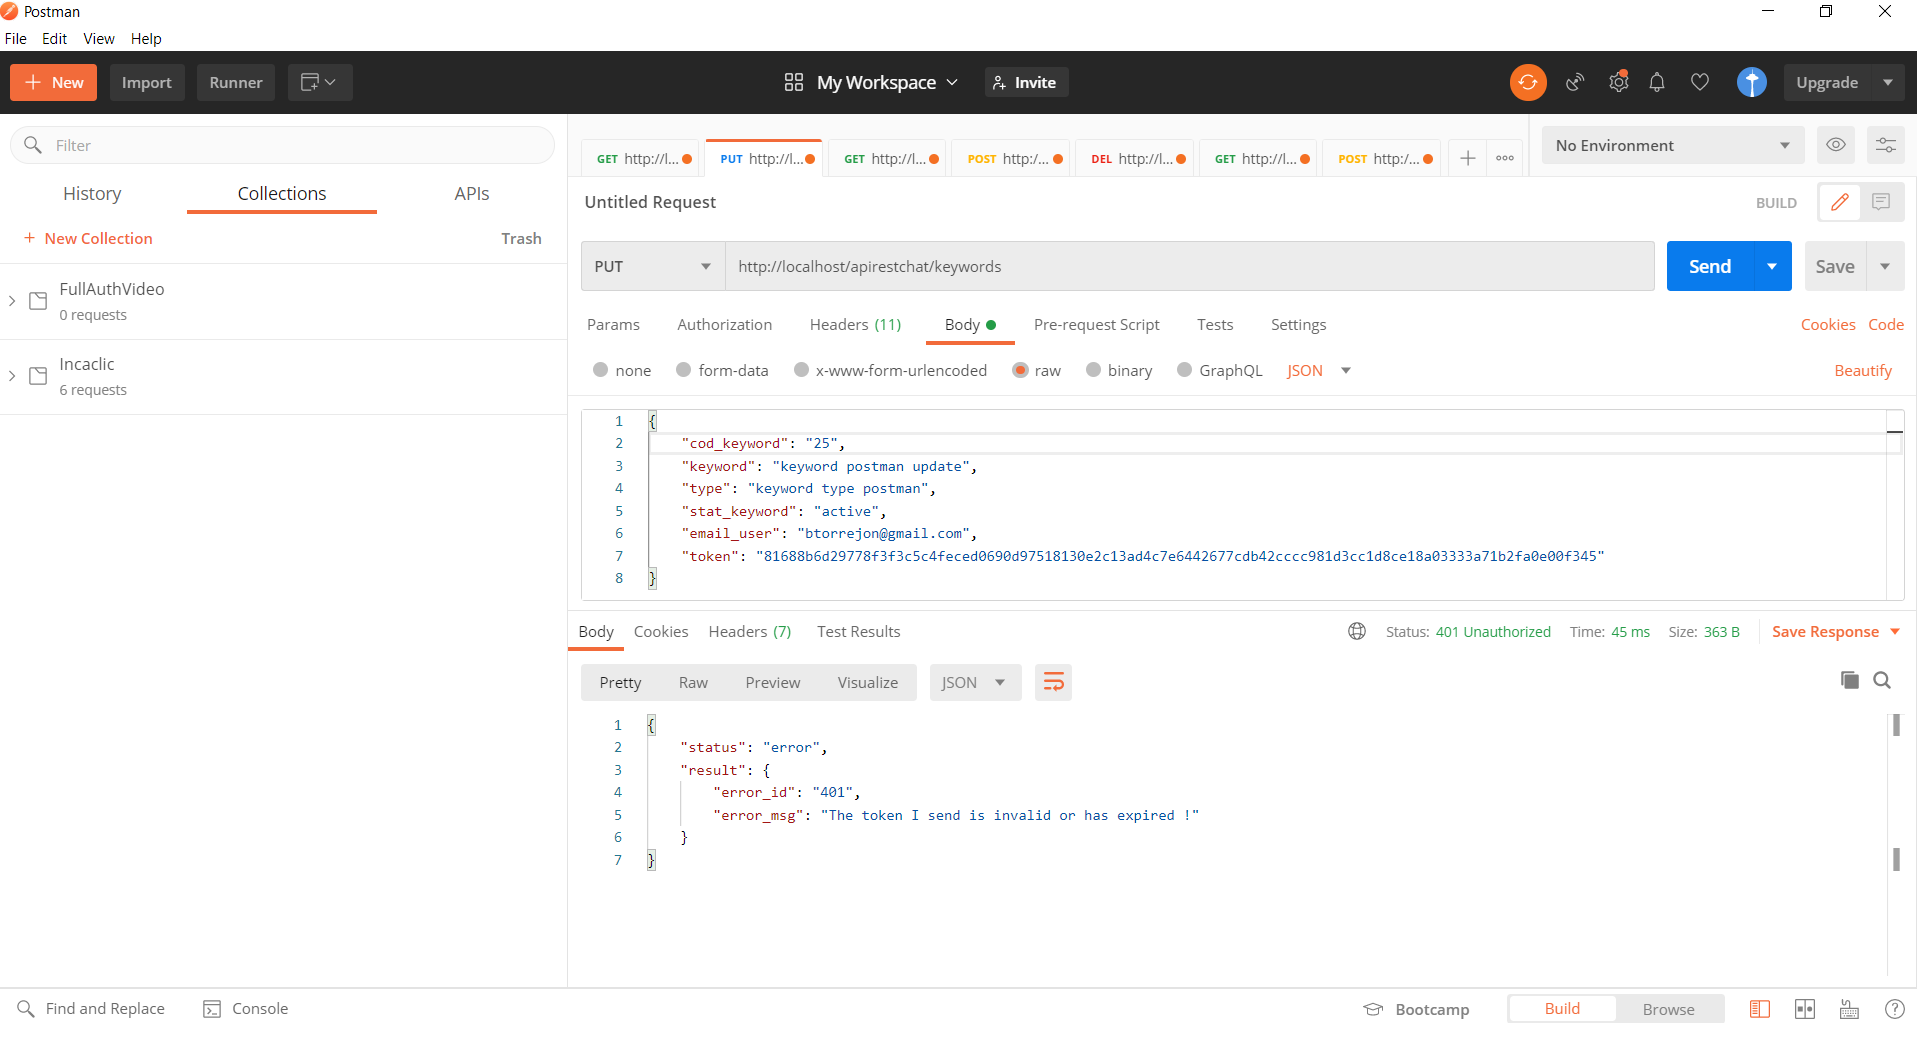 Postman
File Edit View Help
New Import Runner My Workspace Invite Upgrade
Filter
History Collections APIs
+ New Collection Trash
FullAuthVideo
0 requests
Incaclic
6 requests
GET http://l... PUT http://l... GET http://l... POST http:/... DEL http://l... GET http://l... POST http:/... No Environment
Untitled Request BUILD
PUT http://localhost/apirestchat/keywords Send Save
Params Authorization Headers (11) Body Pre-request Script Tests Settings Cookies Code
none form-data x-www-form-urlencoded raw binary GraphQL JSON Beautify
1 {
2 "cod_keyword": "25",
3 "keyword": "keyword postman update",
4 "type": "keyword type postman",
5 "stat_keyword": "active",
6 "email_user": "btorrejon@gmail.com",
7 "token": "81688b6d29778f3f3c5c4feced0690d97518130e2c13ad4c7e6442677cdb42cccc981d3cc1d8ce18a03333a71b2fa0e00f345"
8 }
Body Cookies Headers (7) Test Results Status: 401 Unauthorized Time: 45 ms Size: 363 B Save Response
Pretty Raw Preview Visualize JSON
1 {
2 "status": "error",
3 "result": {
4 "error_id": "401",
5 "error_msg": "The token I send is invalid or has expired !"
6 }
7 }
Find and Replace Console Bootcamp Build Browse